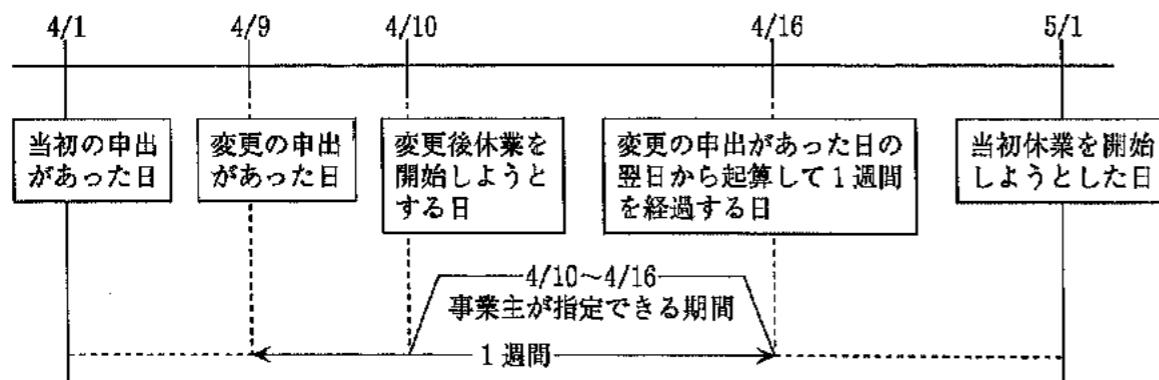 4/1
4/9
4/10
4/16
5/1
当初の申出
があった日
変更の申出
があった日
変更後休業を
開始しようと
する日
変更の申出があった日の
翌日から起算して1週間
を経過する日
当初休業を開始
しようとした日
4/10～4/16
事業主が指定できる期間
1週間